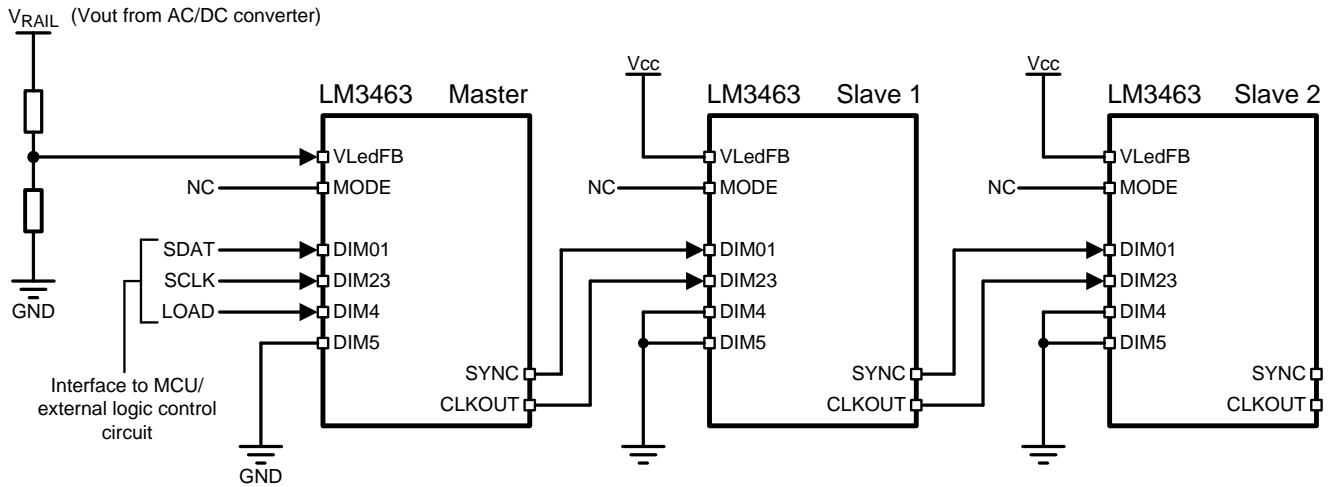 VRAIL (Vout from AC/DC converter)
GND
LM3463 Master
VLedFB
NC
MODE
SDAT
DIM01
SCLK
DIM23
LOAD
DIM4
DIM5
SYNC
CLKOUT
Interface to MCU/
external logic control
circuit
GND
Vcc
LM3463 Slave 1
VLedFB
NC
MODE
DIM01
DIM23
DIM4
DIM5
SYNC
CLKOUT
Vcc
LM3463 Slave 2
VLedFB
NC
MODE
DIM01
DIM23
DIM4
DIM5
SYNC
CLKOUT